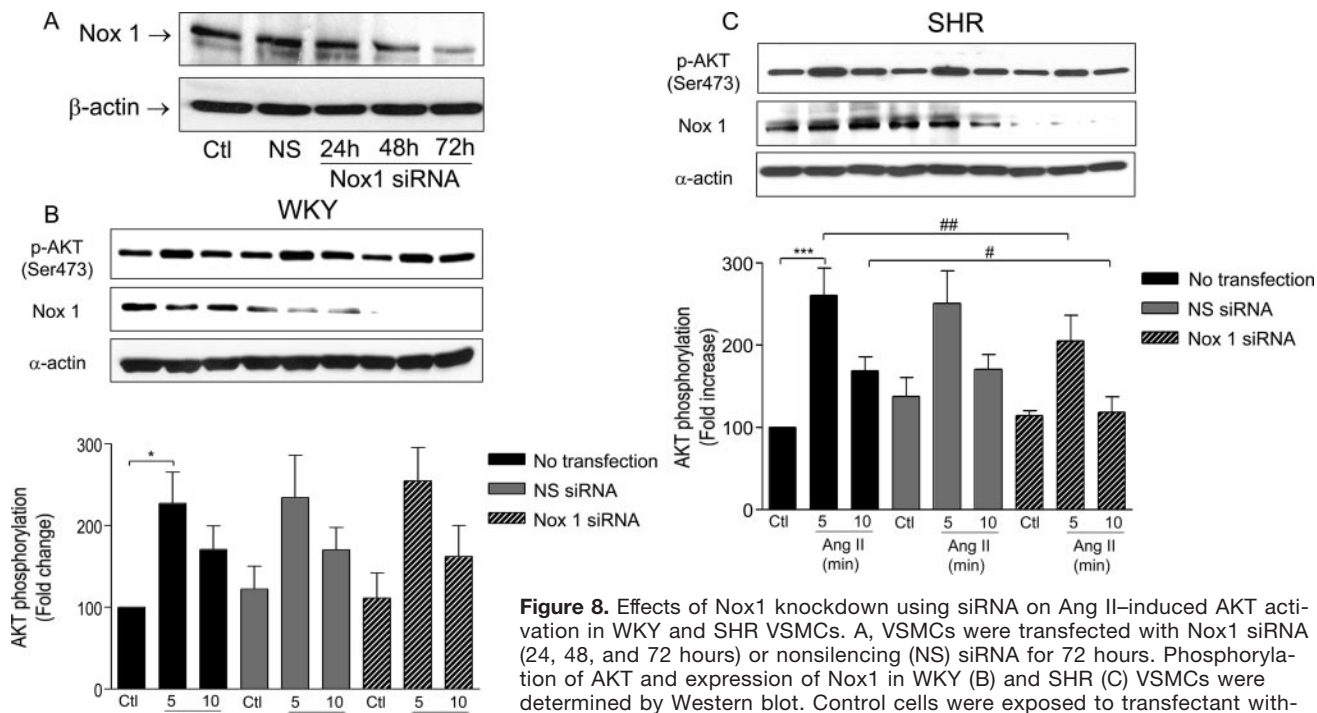 A
Nox 1 →
β-actin →
Ctl NS 24h 48h 72h
Nox1 siRNA
B
WKY
p-AKT
(Ser473)
Nox 1
α-actin
AKT phosphorylation
(Fold change)
300
200
100
0
*
No transfection
NS siRNA
Nox 1 siRNA
Ctl 5 10 Ctl 5 10 Ctl 5 10
C
SHR
p-AKT
(Ser473)
Nox 1
α-actin
AKT phosphorylation
(Fold increase)
300
200
100
0
***
##
#
No transfection
NS siRNA
Nox 1 siRNA
Ctl 5 10 Ctl 5 10 Ctl 5 10
Ang II Ang II Ang II
(min) (min) (min)
Figure 8. Effects of Nox1 knockdown using siRNA on Ang II–induced AKT acti-
vation in WKY and SHR VSMCs. A, VSMCs were transfected with Nox1 siRNA
(24, 48, and 72 hours) or nonsilencing (NS) siRNA for 72 hours. Phosphoryla-
tion of AKT and expression of Nox1 in WKY (B) and SHR (C) VSMCs were
determined by Western blot. Control cells were exposed to transfectant with-